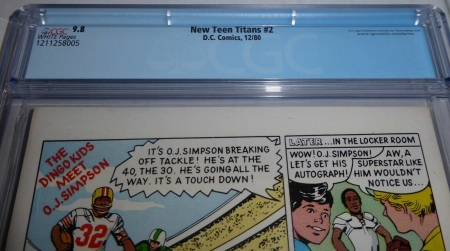 New Teen Titans #2
D.C. Comics, 12/80
CGC 9.8
WHITE Pages
1211258005
THE
DINGO KIDS
MEET
O.J. SIMPSON
IT'S O.J. SIMPSON BREAKING
OFF TACKLE! HE'S AT THE
40, THE 30. HE'S GOING ALL THE
WAY. IT'S A TOUCH DOWN!
32
LATER... IN THE LOCKER ROOM
WOW! O.J. SIMPSON!
LET'S GET HIS
AUTOGRAPH!
AW, A
SUPERSTAR LIKE
HIM WOULDN'T
NOTICE US...